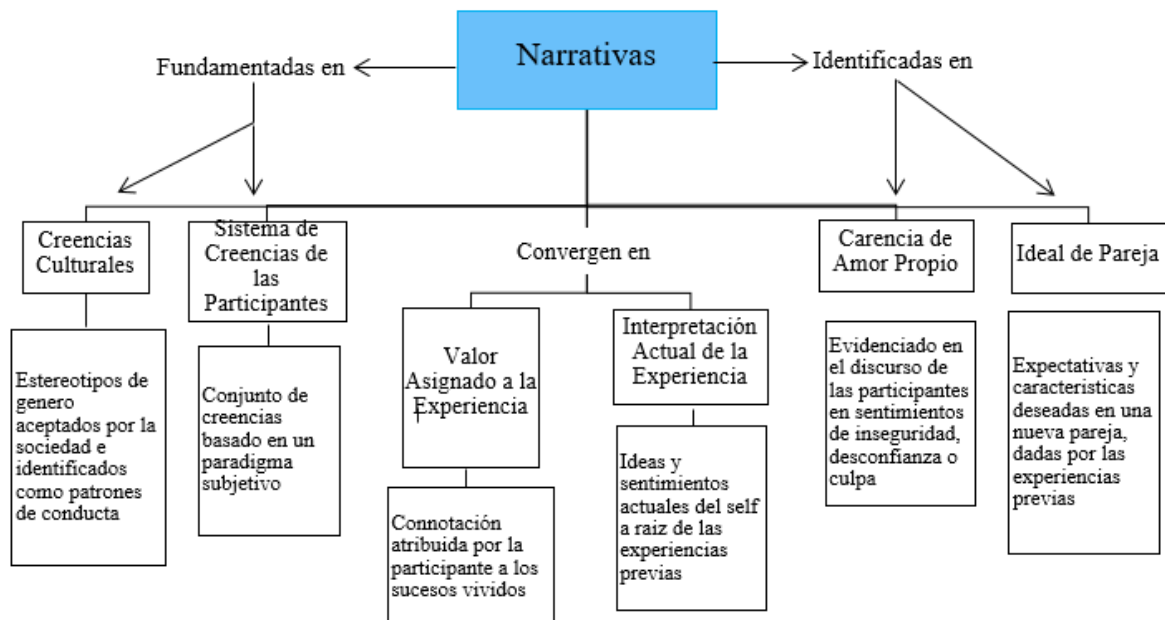 Narrativas
Fundamentadas en
Identificadas en
Creencias
Culturales
Sistema de
Creencias de
las
Participantes
Convergen en
Carencia de
Amor Propio
Ideal de Pareja
Estereotipos de
genero
aceptados por la
sociedad e
identificados
como patrones
de conducta
Conjunto de
creencias
basado en un
paradigma
subjetivo
Valor
Asignado a la
Experiencia
Connotación
atribuida por la
participante a los
sucesos vividos
Interpretación
Actual de la
Experiencia
Ideas y
sentimientos
actuales del self
a raiz de las
experiencias
previas
Evidenciado en
el discurso de
las participantes
en sentimientos
de inseguridad,
desconfianza o
culpa
Expectativas y
caracteristicas
deseadas en una
nueva pareja,
dadas por las
experiencias
previas